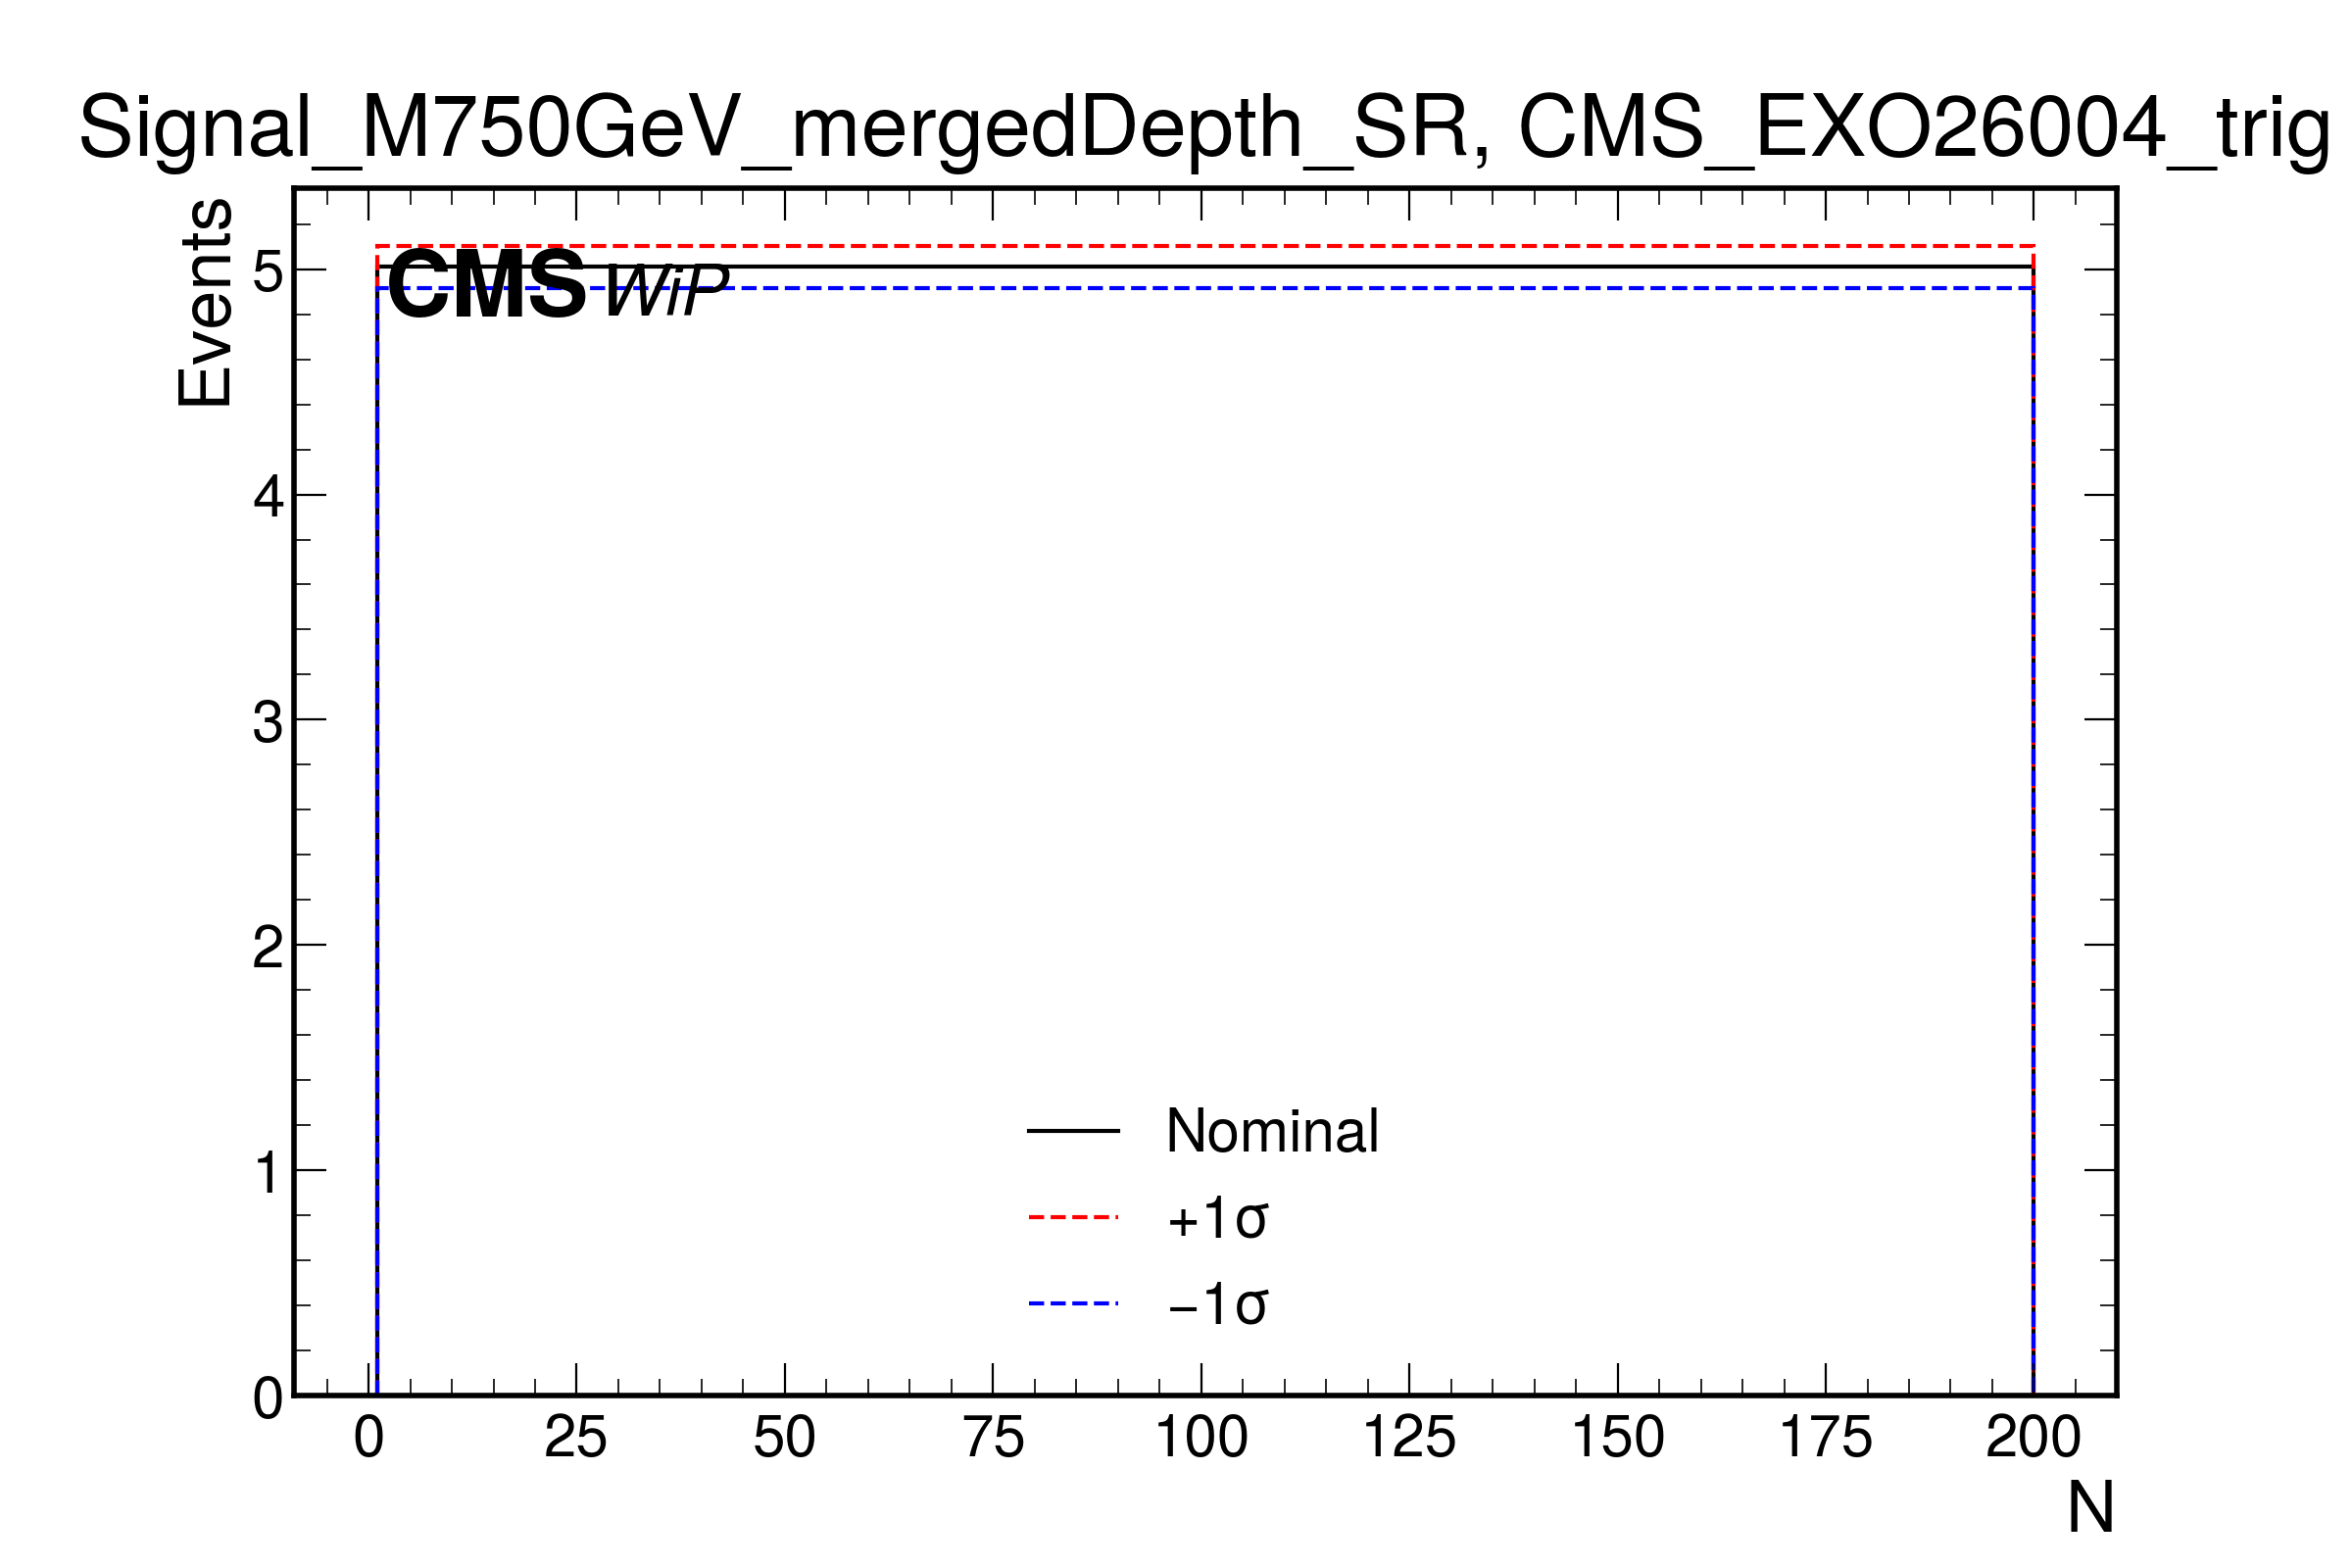 Signal_M750GeV_mergedDepth_SR, CMS_EXO26004_trig
Events
CMS WiP
5
4
3
2
1
0
Nominal
+1σ
−1σ
0 25 50 75 100 125 150 175 200
N